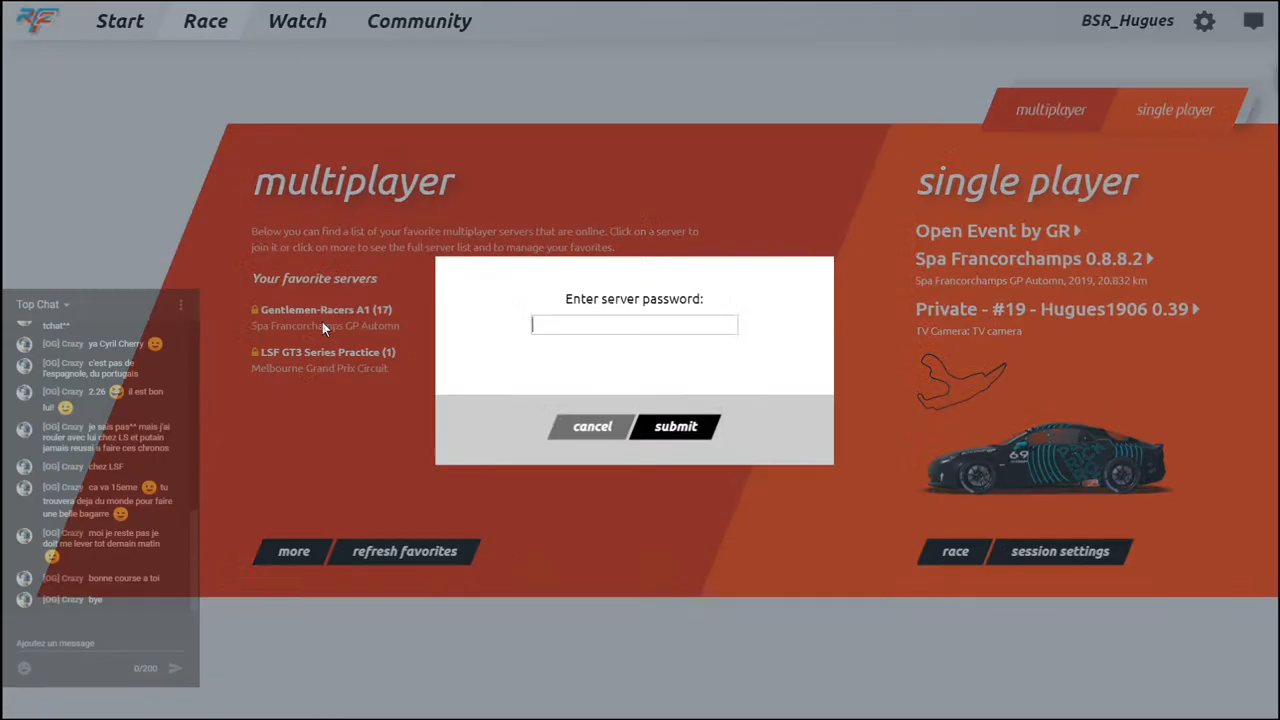 Start
Race
Watch
Community
BSR_Hugues
multiplayer
single player
multiplayer
Below you can find a list of your favorite multiplayer servers that are online. Click on a server to
join it or click on more to see the full server list and to manage your favorites.
Your favorite servers
Gentlemen-Racers A1 (17)
Spa Francorchamps GP Automn
LSF GT3 Series Practice (1)
Melbourne Grand Prix Circuit
more
refresh favorites
Enter server password:
cancel
submit
single player
Open Event by GR
Spa Francorchamps 0.8.8.2
Spa Francorchamps GP Automn, 2019, 20.832 km
Private - #19 - Hugues1906 0.39
TV Camera: TV camera
69
race
session settings
Top Chat
tchat^^
[OG] Crazy ya Cyril Cherry
[OG] Crazy c'est pas de
l'espagnole, du portugais
[OG] Crazy 2.26 il est bon
lui!
[OG] Crazy je sais pas^^ mais j'ai
rouler avec lui chez LS et putain
jamais reussi a faire ces chronos
[OG] Crazy chez LSF
[OG] Crazy ca va 15eme tu
trouvera dejà du monde pour faire
une belle bagarre
[OG] Crazy moi je reste pas je
doit me lever tot demain matin
[OG] Crazy bonne course a toi
[OG] Crazy bye
Ajoutez un message
0/200